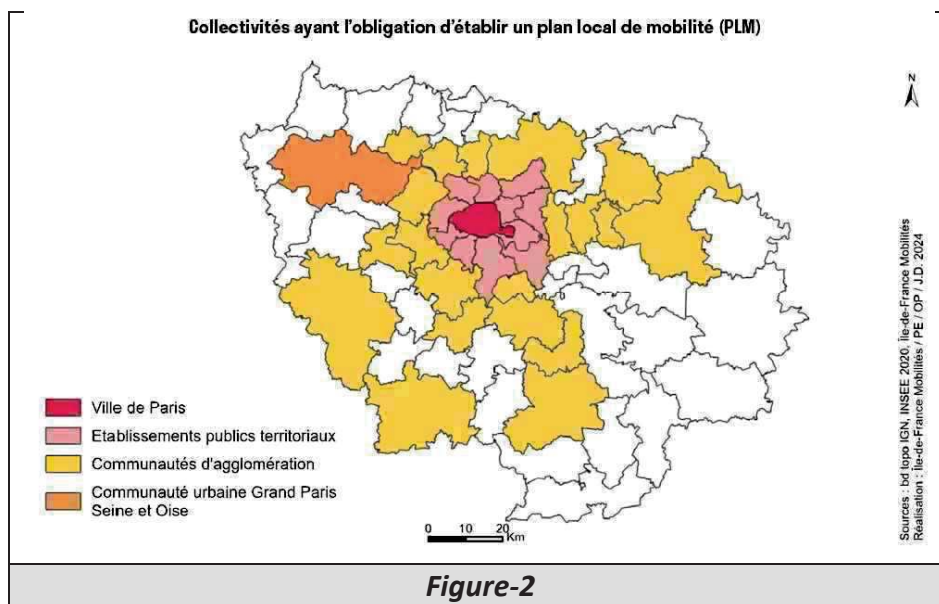 Collectivités ayant l'obligation d'établir un plan local de mobilité (PLM)
N
Ville de Paris
Etablissements publics territoriaux
Communautés d'agglomération
Communauté urbaine Grand Paris
Seine et Oise
0 10 20
Km
Sources : bd topo IGN, INSEE 2020, Île-de-France Mobilités
Réalisation : Île-de-France Mobilités / PE / OP / J.D. 2024
Figure-2